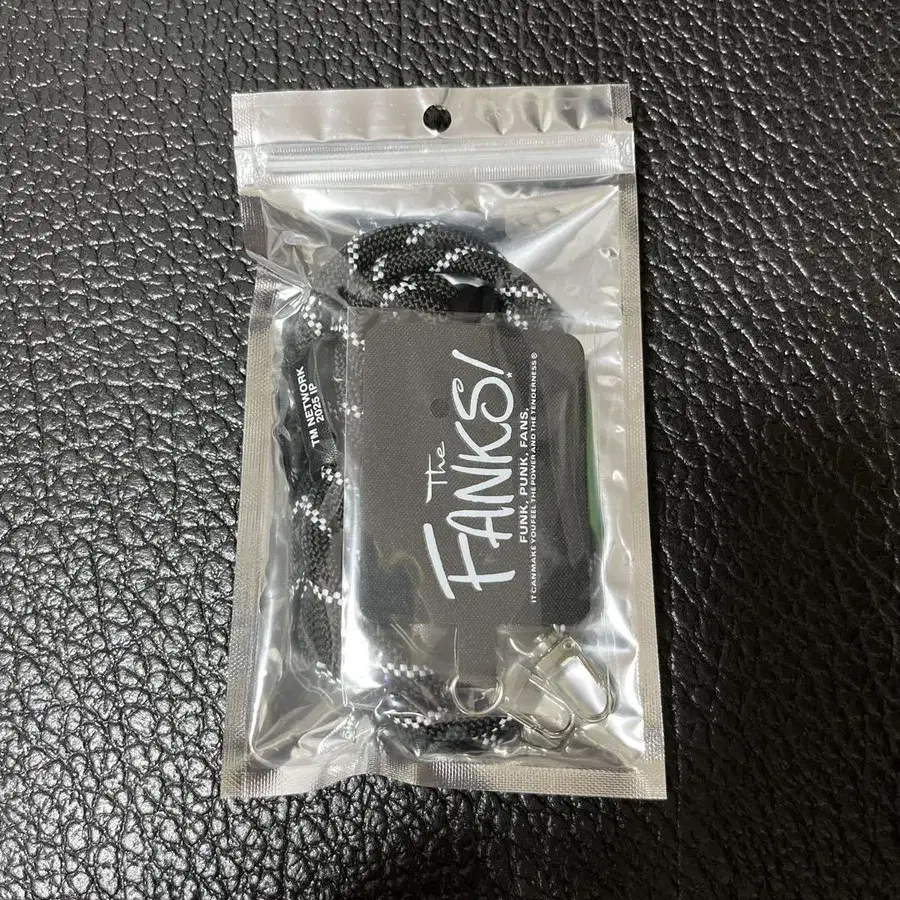 TM NETWORK
2025 IP
The
FANKS!
FUNK, PUNK, FANS,
IT CAN MAKE YOU FEEL THE POWER AND THE TENDERNESS®